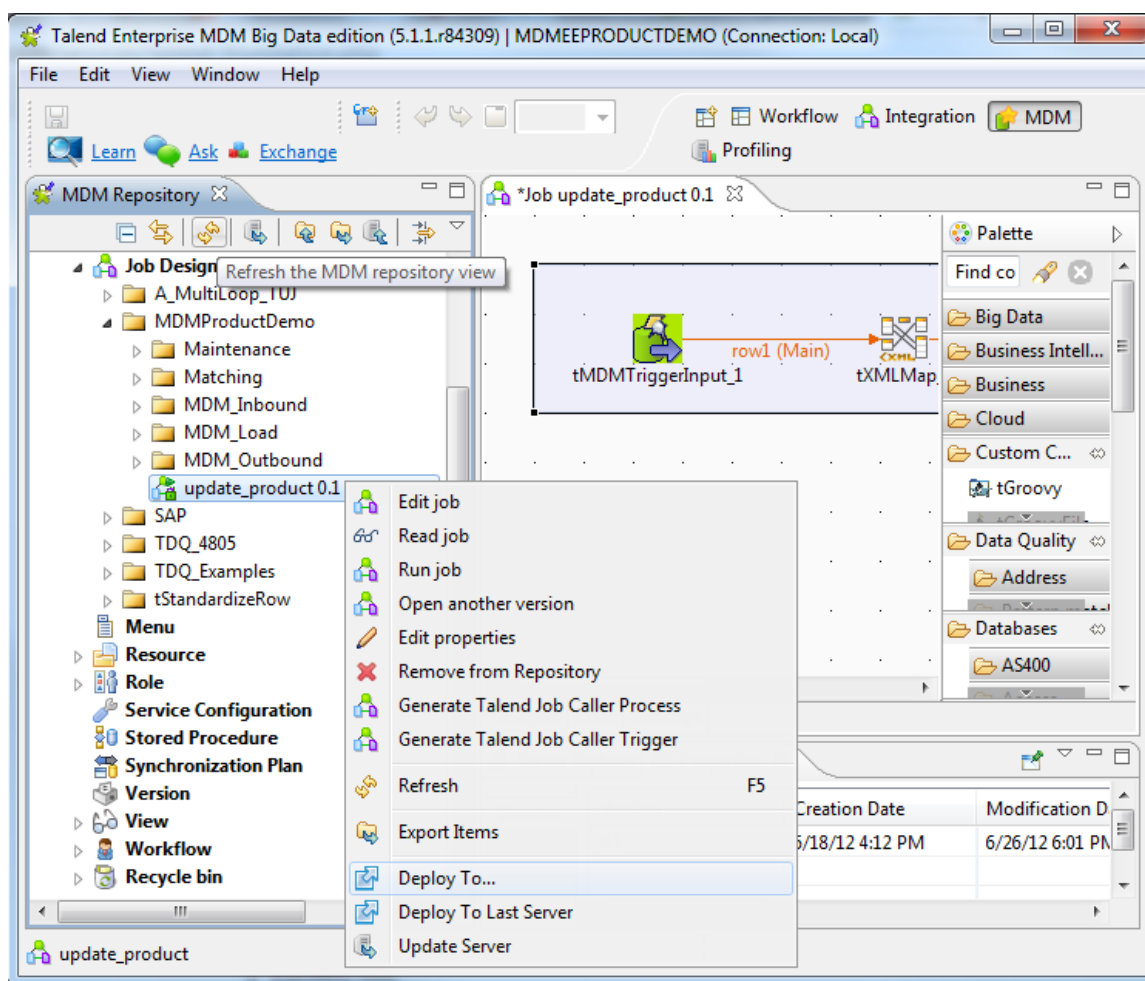 Talend Enterprise MDM Big Data edition (5.1.1.r84309) | MDMEEPRODUCTDEMO (Connection: Local)
File Edit View Window Help
Workflow Integration MDM
Learn Ask Exchange
Profiling
MDM Repository
*Job update_product 0.1
Palette
Job Design
Refresh the MDM repository view
Find co
A_MultiLoop_TUJ
MDMProductDemo
Maintenance
Matching
MDM_Inbound
MDM_Load
MDM_Outbound
update_product 0.1
SAP
TDQ_4805
TDQ_Examples
tStandardizeRow
Menu
Resource
Role
Service Configuration
Stored Procedure
Synchronization Plan
Version
View
Workflow
Recycle bin
row1 (Main)
tMDMTriggerInput_1
tXMLMap_
Big Data
Business Intell...
Business
Cloud
Custom C...
tGroovy
Data Quality
Address
Databases
AS400
Edit job
Read job
Run job
Open another version
Edit properties
Remove from Repository
Generate Talend Job Caller Process
Generate Talend Job Caller Trigger
Refresh F5
Export Items
Deploy To...
Deploy To Last Server
Update Server
Creation Date Modification D
/18/12 4:12 PM 6/26/12 6:01 PM
update_product